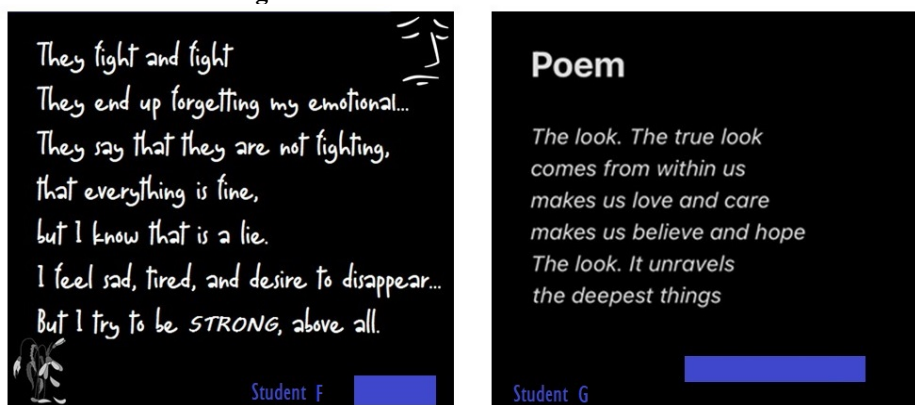 They fight and fight
They end up forgetting my emotional...
They say that they are not fighting,
that everything is fine,
but I know that is a lie.
I feel sad, tired, and desire to disappear...
But I try to be STRONG, above all.
Student F
Poem
The look. The true look
comes from within us
makes us love and care
makes us believe and hope
The look. It unravels
the deepest things
Student G